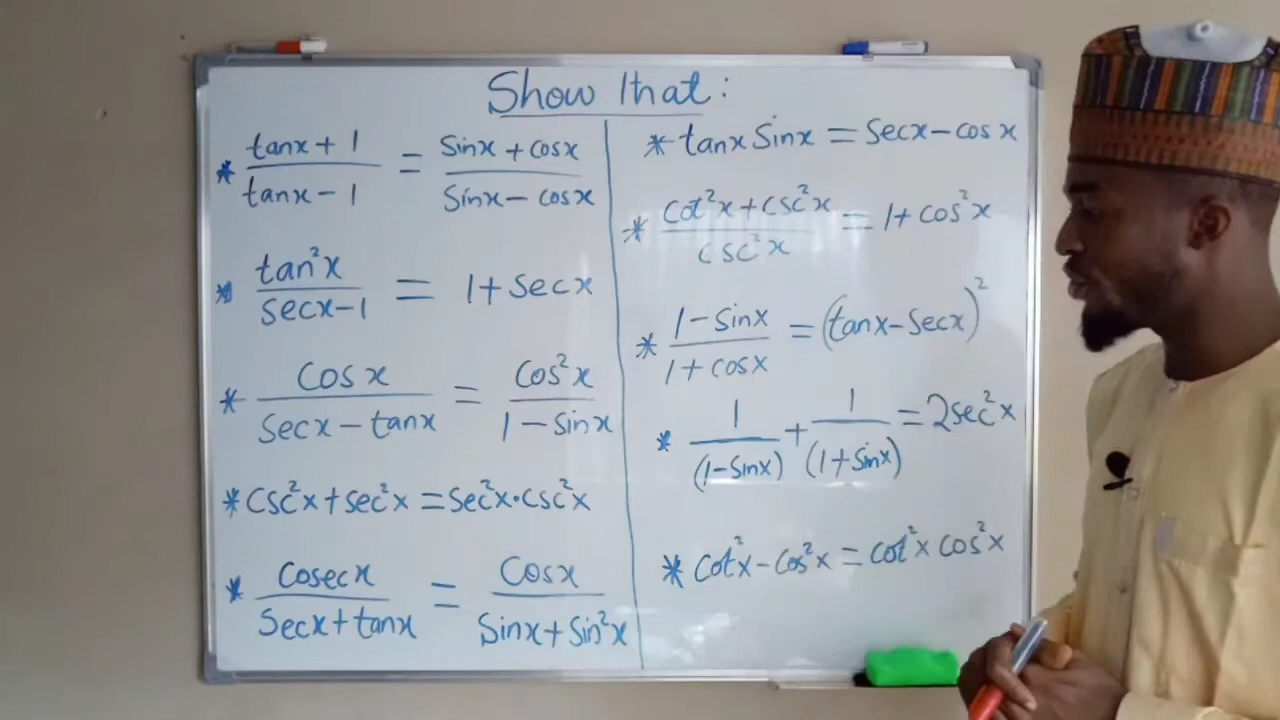 Show that:
* (tanx + 1)/(tanx - 1) = (Sinx + cosx)/(Sinx - cosx)
* tan²x/(secx - 1) = 1 + secx
* Cosx/(secx - tanx) = Cos²x/(1 - sinx)
* Csc²x + sec²x = Sec²x·Csc²x
* Cosecx/(Secx + tanx) = Cosx/(Sinx + Sin²x)
* tanx Sinx = Secx - cosx
* (Cot²x + csc²x)/csc²x = 1 + cos²x
* (1 - sinx)/(1 + cosx) = (tanx - secx)²
* 1/(1 - sinx) + 1/(1 + sinx) = 2sec²x
* Cot²x - Cos²x = Cot²x Cos²x